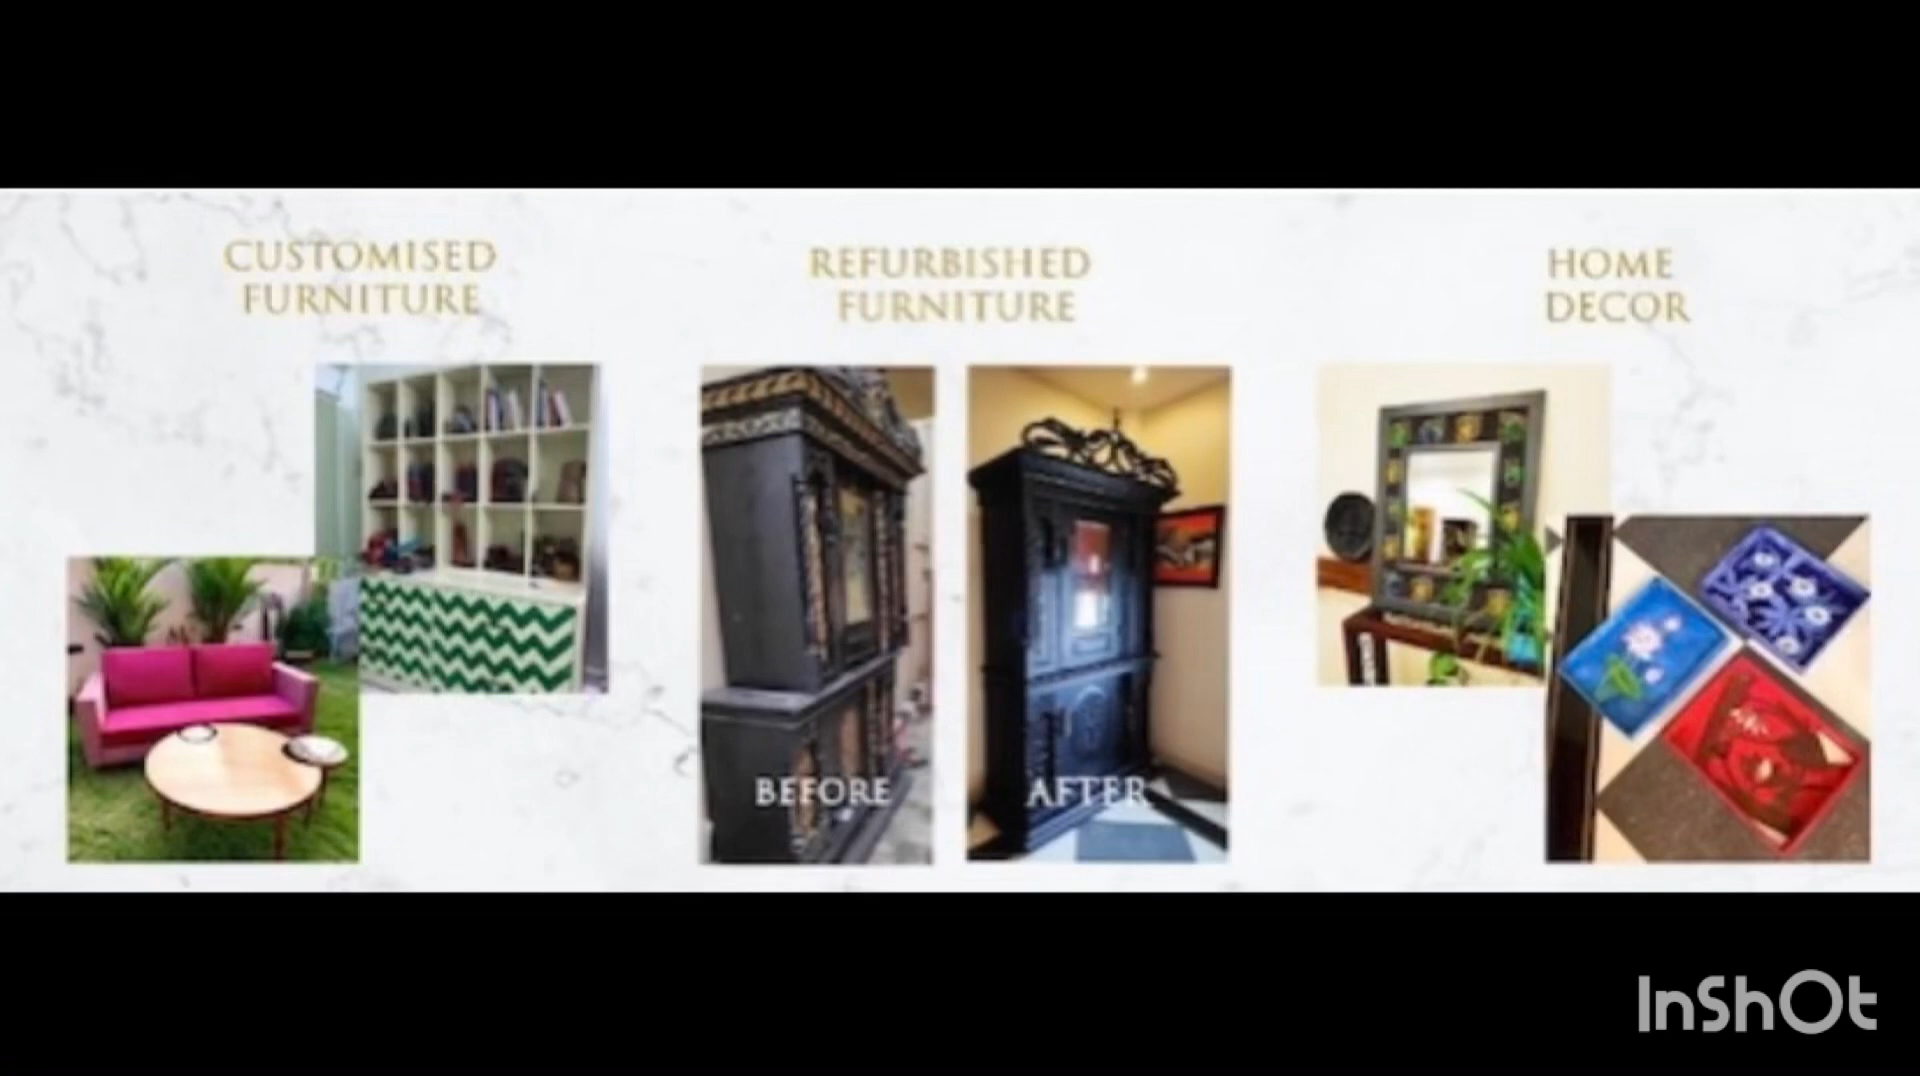 CUSTOMISED
FURNITURE
REFURBISHED
FURNITURE
HOME
DECOR
BEFORE
AFTER
InShOt